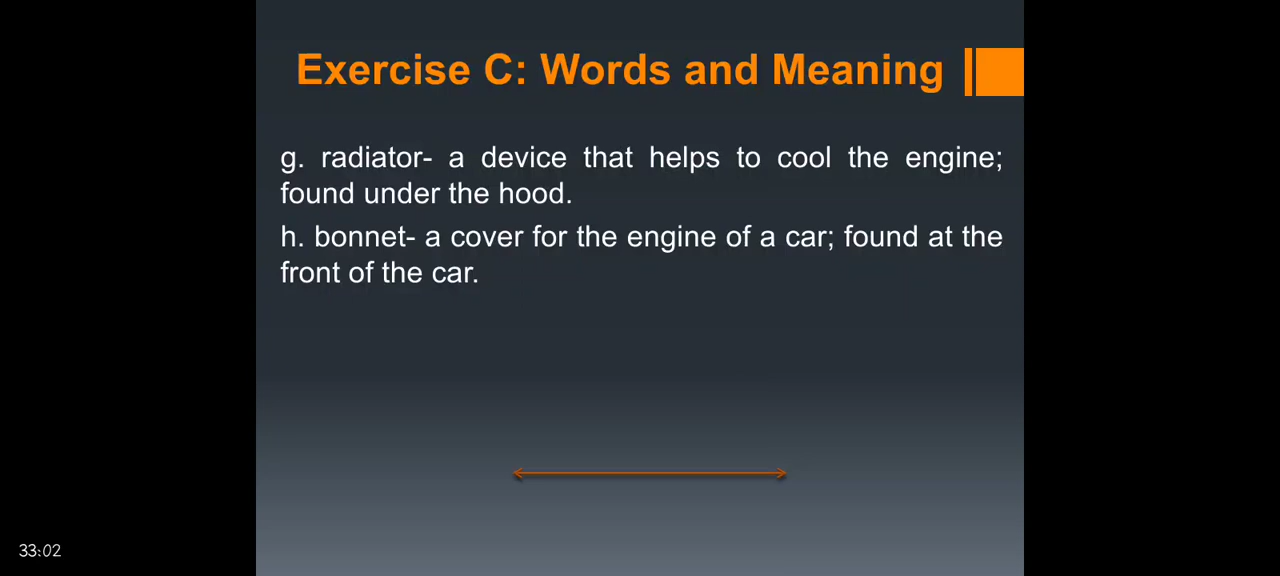 Exercise C: Words and Meaning
g. radiator- a device that helps to cool the engine;
found under the hood.
h. bonnet- a cover for the engine of a car; found at the
front of the car.
33:02